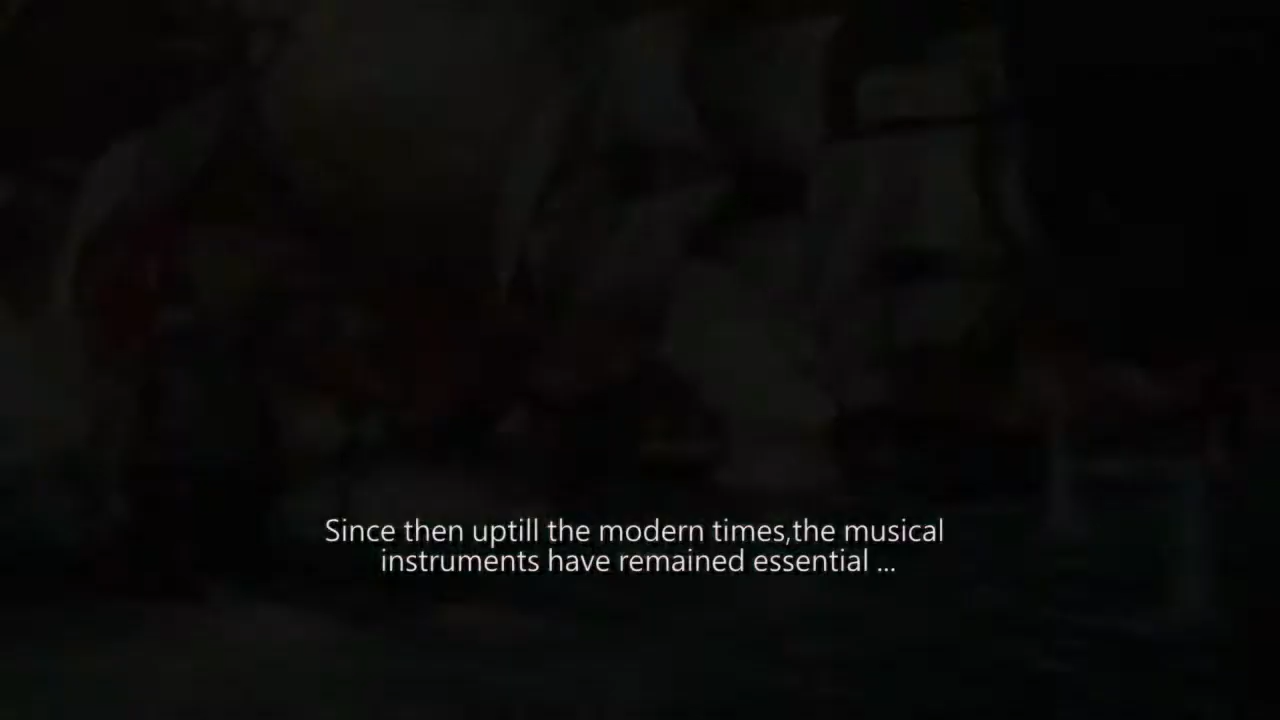 Since then uptill the modern times,the musical
instruments have remained essential ...